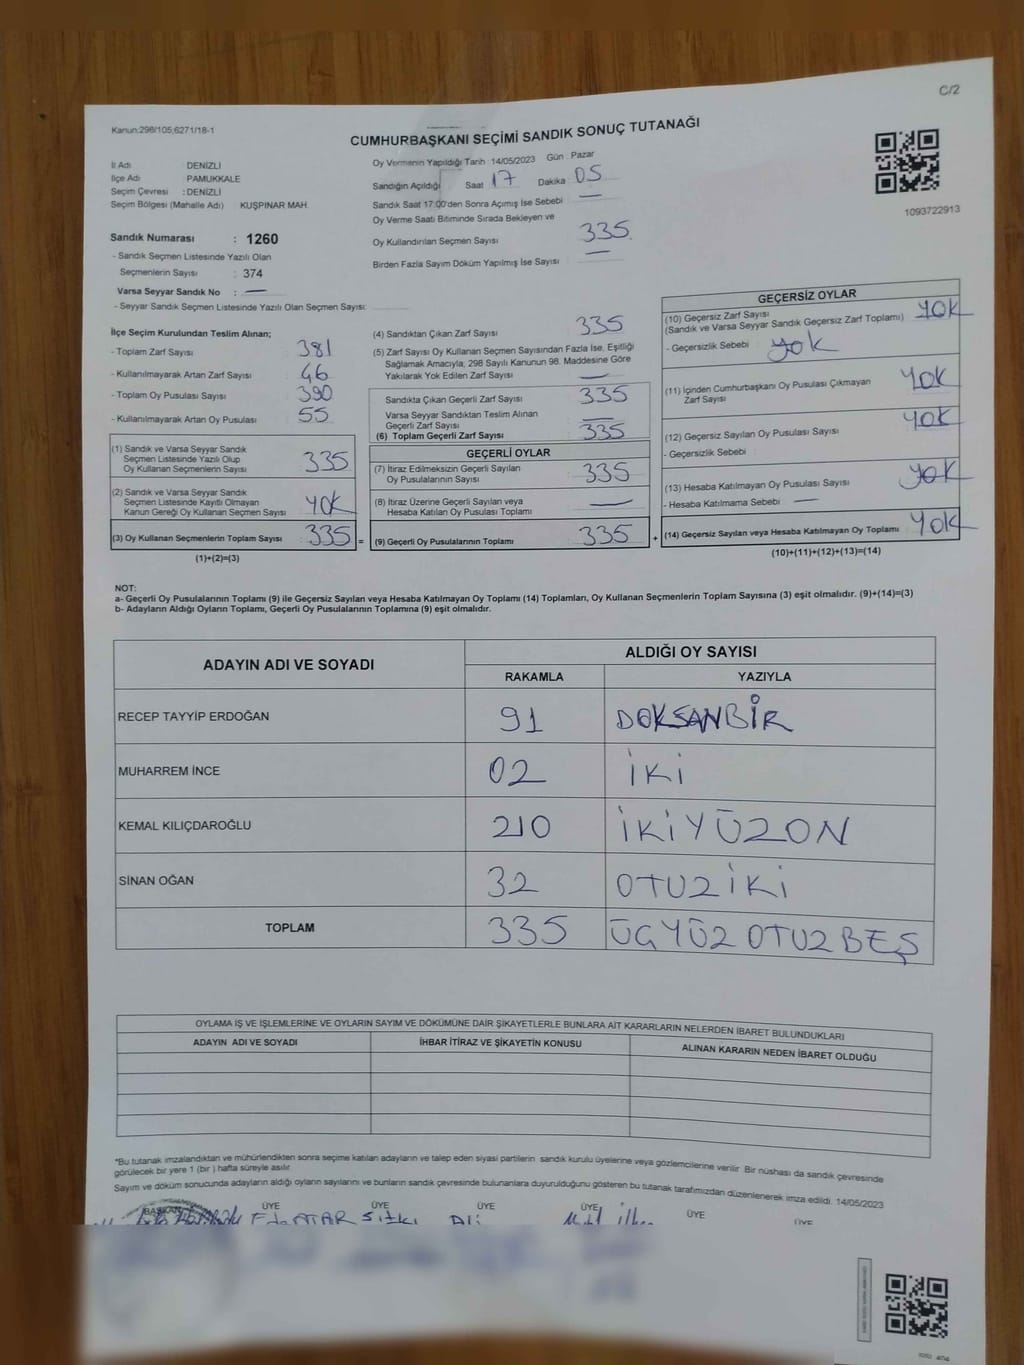 C/2
Kanun:298/105;6271/18-1
CUMHURBAŞKANI SEÇİMİ SANDIK SONUÇ TUTANAĞI
İl Adı DENİZLİ
İlçe Adı PAMUKKALE
Seçim Çevresi : DENİZLİ
Seçim Bölgesi (Mahalle Adı) KUŞPINAR MAH.
Oy Vermenin Yapıldığı Tarih : 14/05/2023 Gün : Pazar
Sandığın Açıldığı Saat 17 Dakika 05
Sandık Saat 17:00'den Sonra Açımış İse Sebebi —
Oy Verme Saati Bitiminde Sırada Bekleyen ve
Oy Kullandırılan Seçmen Sayısı 335
Birden Fazla Sayım Döküm Yapılmış İse Sayısı —
1093722913
Sandık Numarası : 1260
- Sandık Seçmen Listesinde Yazılı Olan
Seçmenlerin Sayısı : 374
Varsa Seyyar Sandık No : —
- Seyyar Sandık Seçmen Listesinde Yazılı Olan Seçmen Sayısı:
İlçe Seçim Kurulundan Teslim Alınan;
- Toplam Zarf Sayısı : 381
- Kullanılmayarak Artan Zarf Sayısı : 46
- Toplam Oy Pusulası Sayısı : 390
- Kullanılmayarak Artan Oy Pusulası : 55
(1) Sandık ve Varsa Seyyar Sandık
Seçmen Listesinde Yazılı Olup
Oy Kullanan Seçmenlerin Sayısı : 335
(2) Sandık ve Varsa Seyyar Sandık
Seçmen Listesinde Kayıtlı Olmayan
Kanun Gereği Oy Kullanan Seçmen Sayısı : YOK
(3) Oy Kullanan Seçmenlerin Toplam Sayısı : 335 =
(1)+(2)=(3)
(4) Sandıktan Çıkan Zarf Sayısı : 335
(5) Zarf Sayısı Oy Kullanan Seçmen Sayısından Fazla İse, Eşitliği
Sağlamak Amacıyla, 298 Sayılı Kanunun 98. Maddesine Göre
Yakılarak Yok Edilen Zarf Sayısı : —
Sandıkta Çıkan Geçerli Zarf Sayısı : 335
Varsa Seyyar Sandıktan Teslim Alınan
Geçerli Zarf Sayısı : —
(6) Toplam Geçerli Zarf Sayısı : 335
GEÇERLİ OYLAR
(7) İtiraz Edilmeksizin Geçerli Sayılan
Oy Pusulalarının Sayısı : 335
(8) İtiraz Üzerine Geçerli Sayılan veya
Hesaba Katılan Oy Pusulası Toplamı : —
(9) Geçerli Oy Pusulalarının Toplamı : 335 +
GEÇERSİZ OYLAR
(10) Geçersiz Zarf Sayısı : YOK
(Sandık ve Varsa Seyyar Sandık Geçersiz Zarf Toplamı)
- Geçersizlik Sebebi : YOK
(11) İçinden Cumhurbaşkanı Oy Pusulası Çıkmayan
Zarf Sayısı : YOK
(12) Geçersiz Sayılan Oy Pusulası Sayısı : YOK
- Geçersizlik Sebebi :
(13) Hesaba Katılmayan Oy Pusulası Sayısı : YOK
- Hesaba Katılmama Sebebi : —
(14) Geçersiz Sayılan veya Hesaba Katılmayan Oy Toplamı : YOK
(10)+(11)+(12)+(13)=(14)
NOT:
a- Geçerli Oy Pusulalarının Toplamı (9) ile Geçersiz Sayılan veya Hesaba Katılmayan Oy Toplamı (14) Toplamları, Oy Kullanan Seçmenlerin Toplam Sayısına (3) eşit olmalıdır. (9)+(14)=(3)
b- Adayların Aldığı Oyların Toplamı, Geçerli Oy Pusulalarının Toplamına (9) eşit olmalıdır.
ADAYIN ADI VE SOYADI ALDIĞI OY SAYISI
RAKAMLA YAZIYLA
RECEP TAYYİP ERDOĞAN 91 DOKSANBİR
MUHARREM İNCE 02 İKİ
KEMAL KILIÇDAROĞLU 210 İKİYÜZON
SİNAN OĞAN 32 OTUZİKİ
TOPLAM 335 ÜÇYÜZ OTUZ BEŞ
OYLAMA İŞ VE İŞLEMLERİNE VE OYLARIN SAYIM VE DÖKÜMÜNE DAİR ŞİKAYETLERLE BUNLARA AİT KARARLARIN NELERDEN İBARET BULUNDUKLARI
ADAYIN ADI VE SOYADI İHBAR İTİRAZ VE ŞİKAYETİN KONUSU ALINAN KARARIN NEDEN İBARET OLDUĞU
*Bu tutanak imzalandıktan ve mühürlendikten sonra seçime katılan adayların ve talep eden siyasi partilerin sandık kurulu üyelerine veya gözlemcilerine verilir. Bir nüshası da sandık çevresinde
görülecek bir yere 1 (bir) hafta süreyle asılır.
Sayım ve döküm sonucunda adayların aldığı oyların sayılarını ve bunların sandık çevresinde bulunanlara duyurulduğunu gösteren bu tutanak tarafımızdan düzenlenerek imza edildi. 14/05/2023
BAŞKAN ÜYE ÜYE ÜYE ÜYE ÜYE ÜYE
Sıtkı Ali